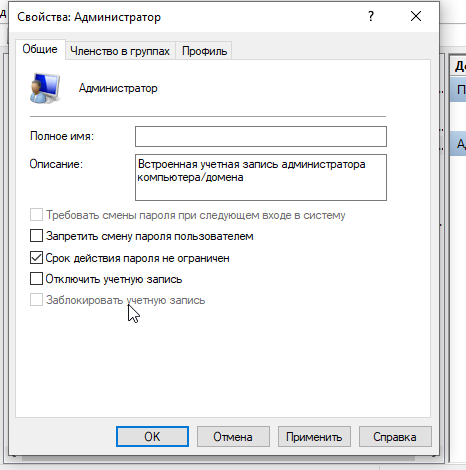 Свойства: Администратор
?
Общие
Членство в группах
Профиль
Администратор
Полное имя:
Описание:
Встроенная учетная запись администратора
компьютера/домена
Требовать смены пароля при следующем входе в систему
Запретить смену пароля пользователем
Срок действия пароля не ограничен
Отключить учетную запись
Заблокировать учетную запись
ОК
Отмена
Применить
Справка